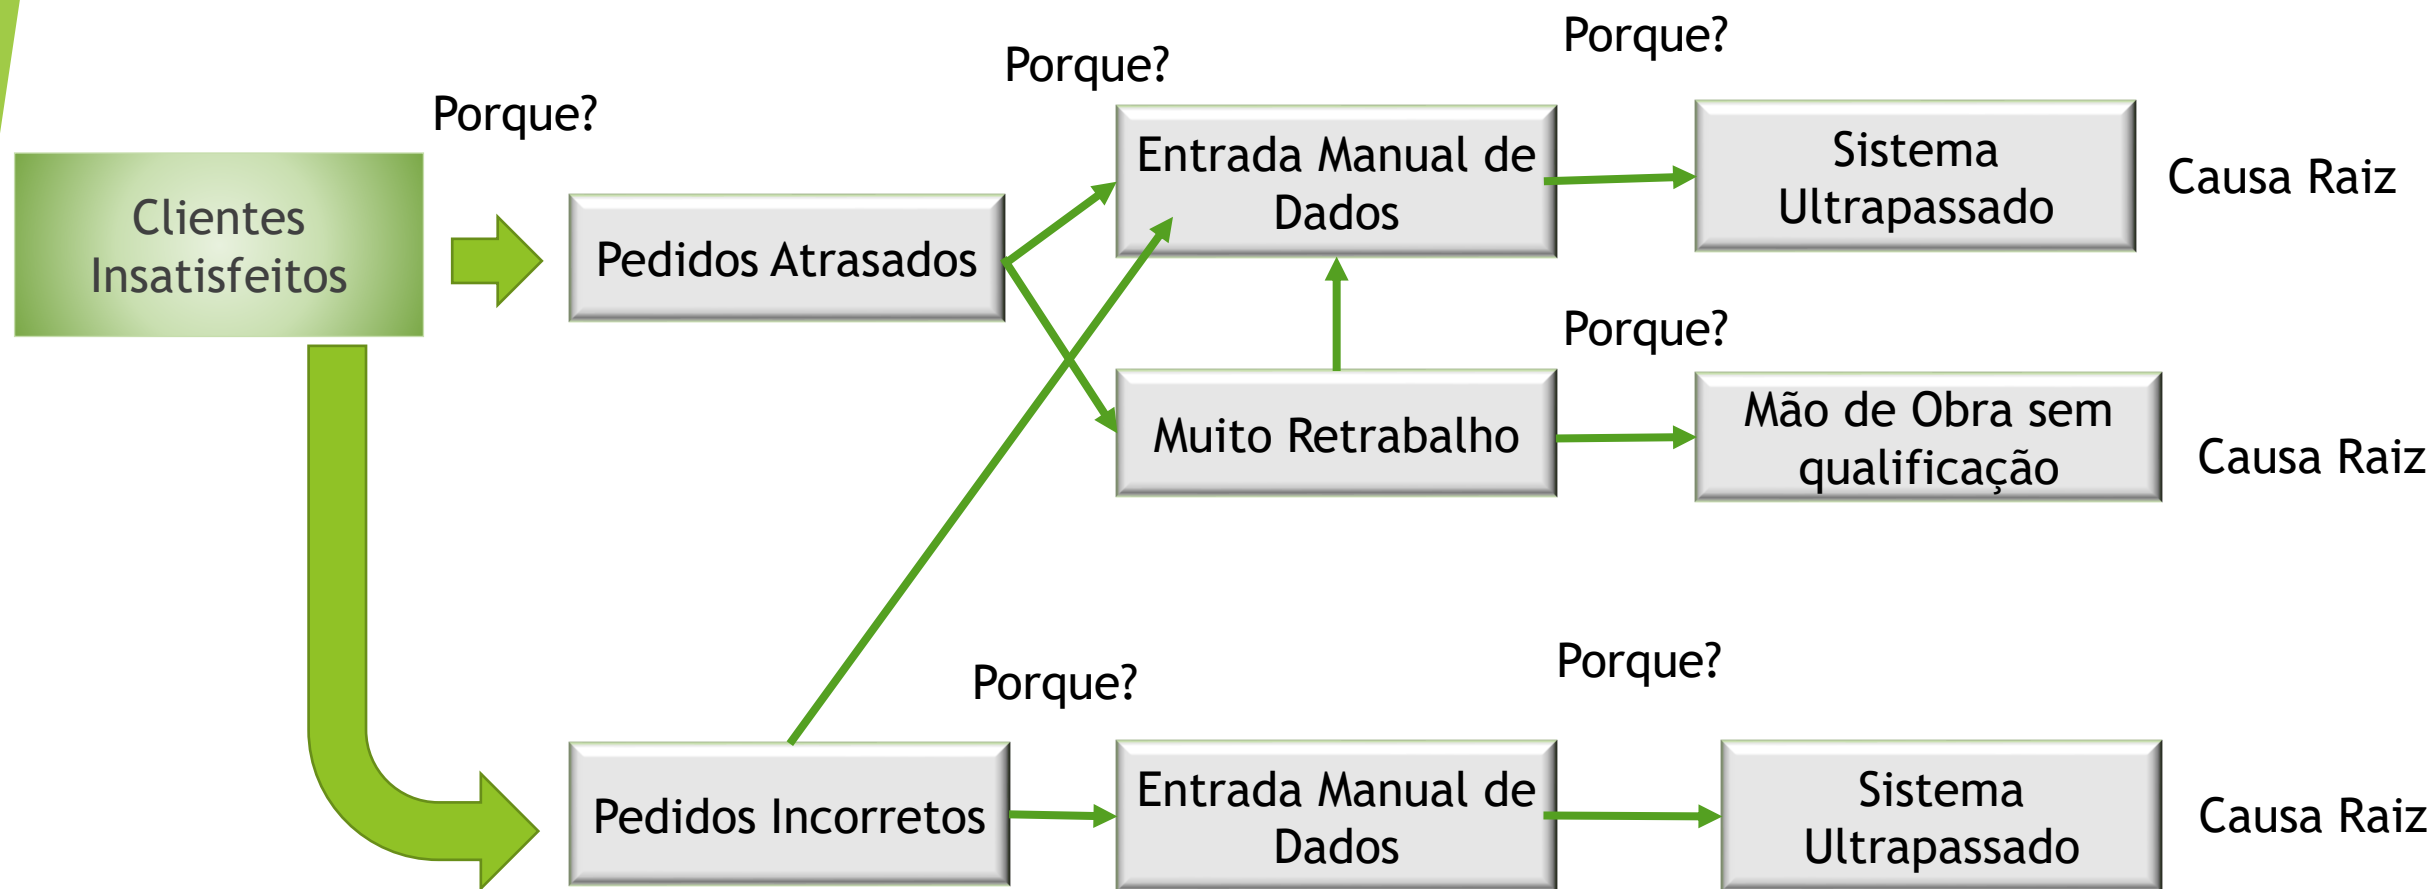 Porque?
Porque?
Porque?
Clientes
Insatisfeitos
Pedidos Atrasados
Entrada Manual de
Dados
Sistema
Ultrapassado
Causa Raiz
Porque?
Muito Retrabalho
Mão de Obra sem
qualificação
Causa Raiz
Porque?
Porque?
Pedidos Incorretos
Entrada Manual de
Dados
Sistema
Ultrapassado
Causa Raiz